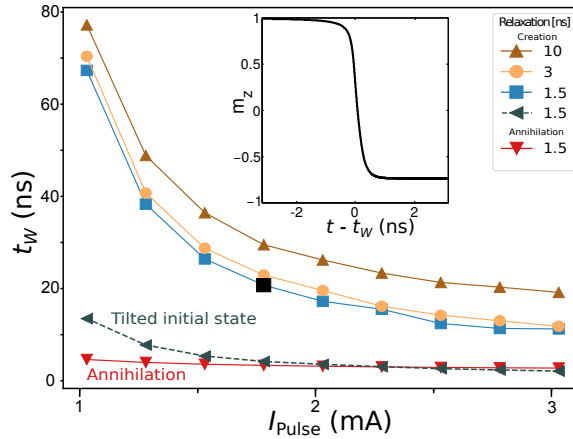 80
60
40
20
0
t_W (ns)
1
2
3
I_Pulse (mA)
Tilted initial state
Annihilation
1
0.5
0
−0.5
−1
m_z
−2
0
2
t - t_W (ns)
Relaxation [ns]
Creation
10
3
1.5
1.5
Annihilation
1.5